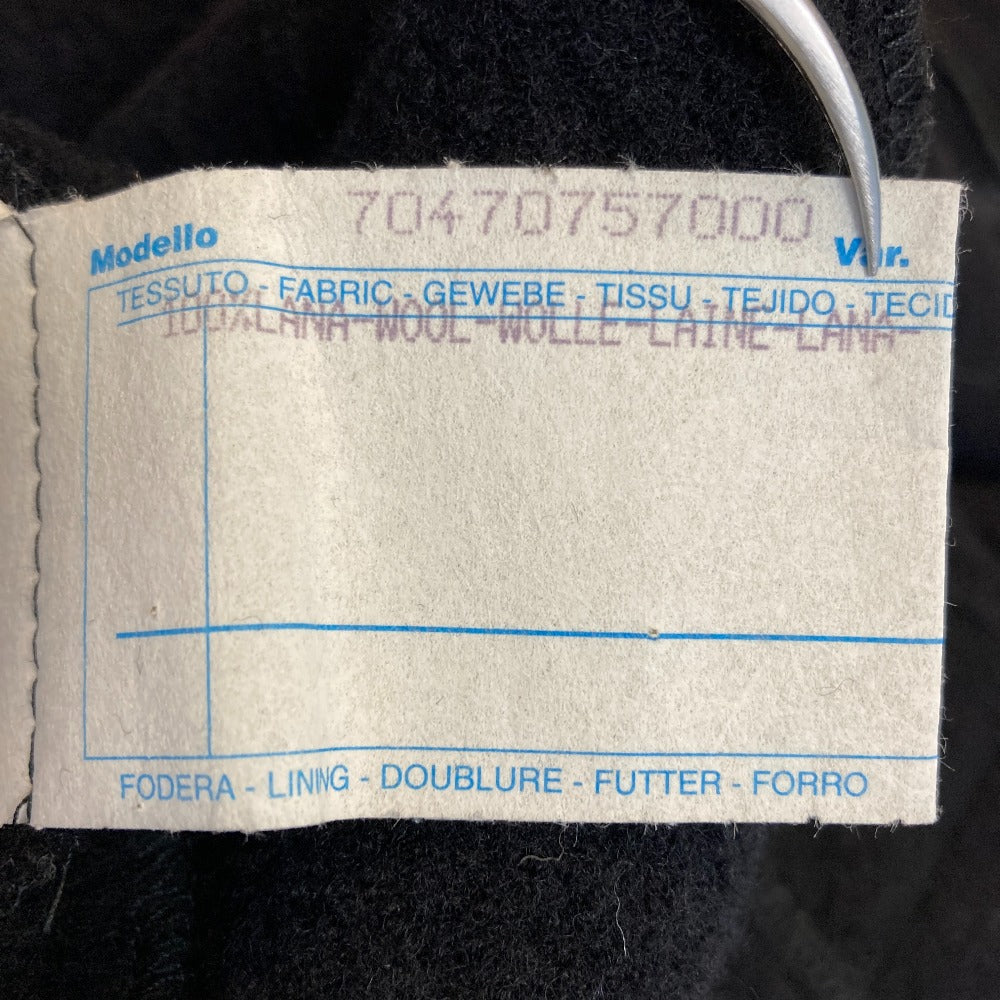 Modello 70470757000 Var.
TESSUTO - FABRIC - GEWEBE - TISSU - TEJIDO - TECID
100%LANA-WOOL-WOLLE-LAINE-LANA-
FODERA - LINING - DOUBLURE - FUTTER - FORRO